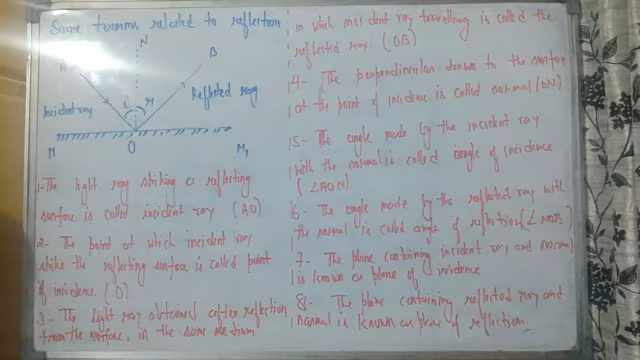 Some termms related to reflection
N
A
B
i
r
Incident ray
Reflected ray
M
O
M1
1-The light ray striking a reflecting
surface is called incident ray (AO)
2- The point at which incident ray
strike the reflecting surface is called point
of incidence. (O)
3- The light ray obtained after reflection
from the surface, in the same medium
in which incident ray travelling is called the
reflected ray (OB)
4- The perpendicular drawn to the surface
at the point of incidence is called normal (ON)
5- The angle made by the incident ray
with the normal is called angle of incidence
(∠AON)
6- The angle made by the reflected ray with
the normal is called angle of reflection (∠NOB)
7- The plane containing incident ray and normal
is known as plane of incidence
8- The plane containing reflected ray and
normal is known as plane of reflection.